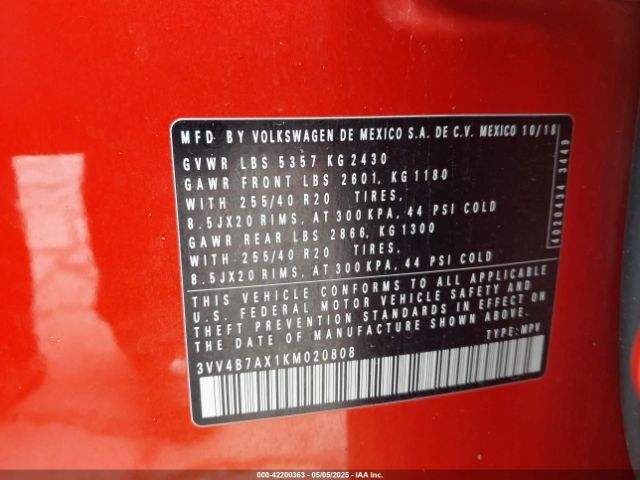 MFD BY VOLKSWAGEN DE MEXICO S.A. DE C.V. MEXICO 10/18
GVWR LBS 5357 KG 2430
GAWR FRONT LBS 2601, KG 1180
WITH 255/40 R20 TIRES,
8.5JX20 RIMS, AT 300 KPA, 44 PSI COLD
GAWR REAR LBS 2866, KG 1300
WITH 255/40 R20 TIRES,
8.5JX20 RIMS, AT 300 KPA, 44 PSI COLD
THIS VEHICLE CONFORMS TO ALL APPLICABLE
U.S. FEDERAL MOTOR VEHICLE SAFETY AND
THEFT PREVENTION STANDARDS IN EFFECT ON
THE DATE OF MANUFACTURE SHOWN ABOVE.
3VV4B7AX1KM020808 TYPE: MPV
4020434 3449
000-42200363 - 05/05/2025 - IAA Inc.